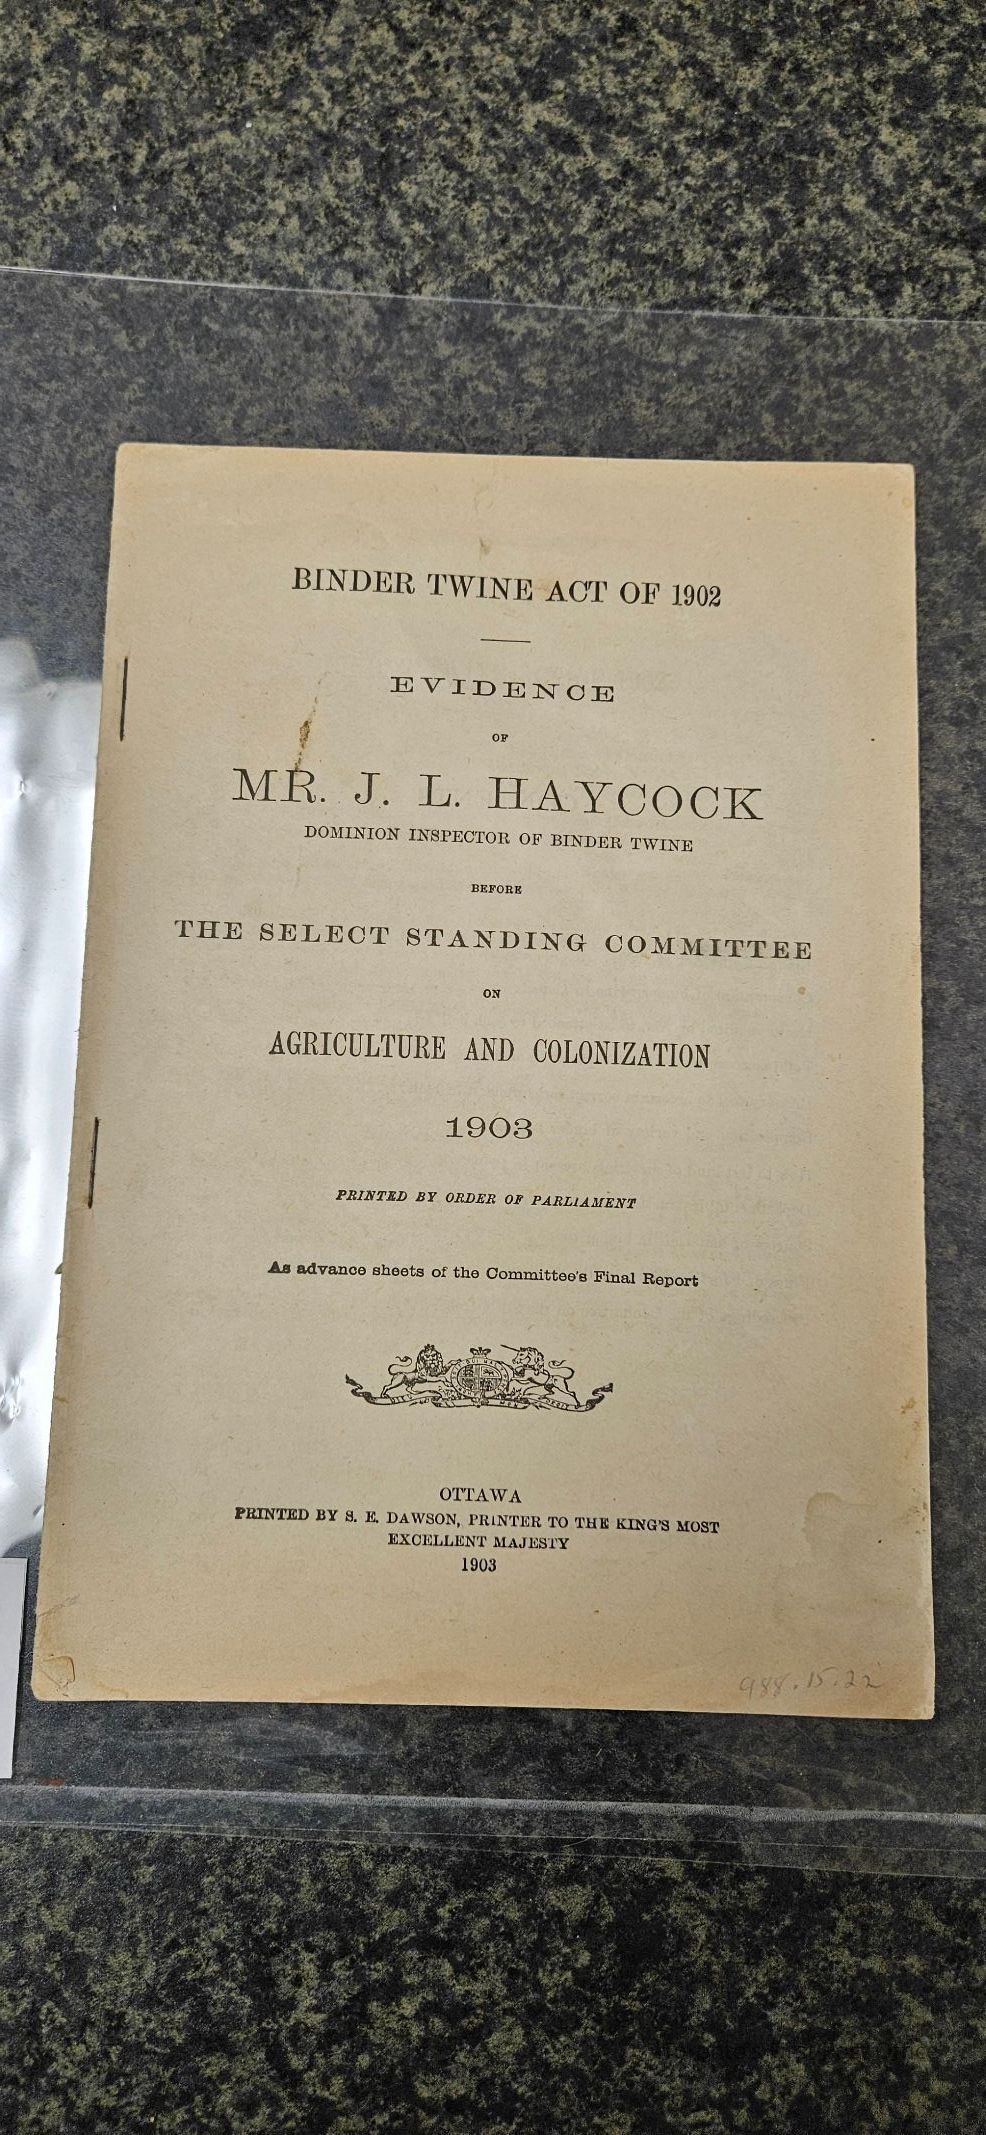 BINDER TWINE ACT OF 1902
EVIDENCE
OF
MR. J. L. HAYCOCK
DOMINION INSPECTOR OF BINDER TWINE
BEFORE
THE SELECT STANDING COMMITTEE
ON
AGRICULTURE AND COLONIZATION
1903
PRINTED BY ORDER OF PARLIAMENT
As advance sheets of the Committee's Final Report
OTTAWA
PRINTED BY S. E. DAWSON, PRINTER TO THE KING'S MOST
EXCELLENT MAJESTY
1903
988.15.22